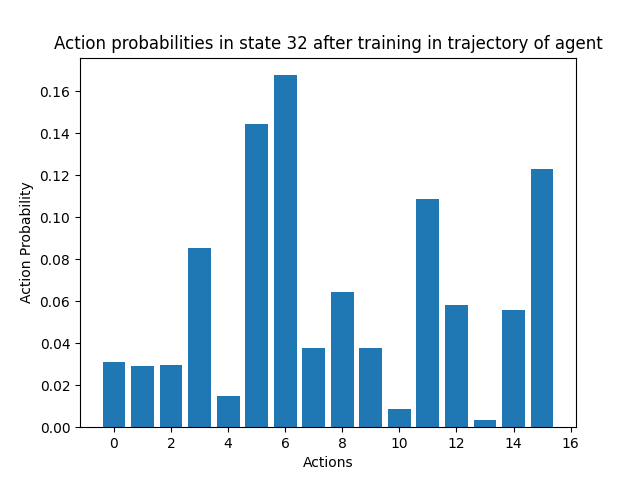 Action probabilities in state 32 after training in trajectory of agent
0.16
0.14
0.12
0.10
0.08
0.06
0.04
0.02
0.00
Action Probability
0 2 4 6 8 10 12 14 16
Actions